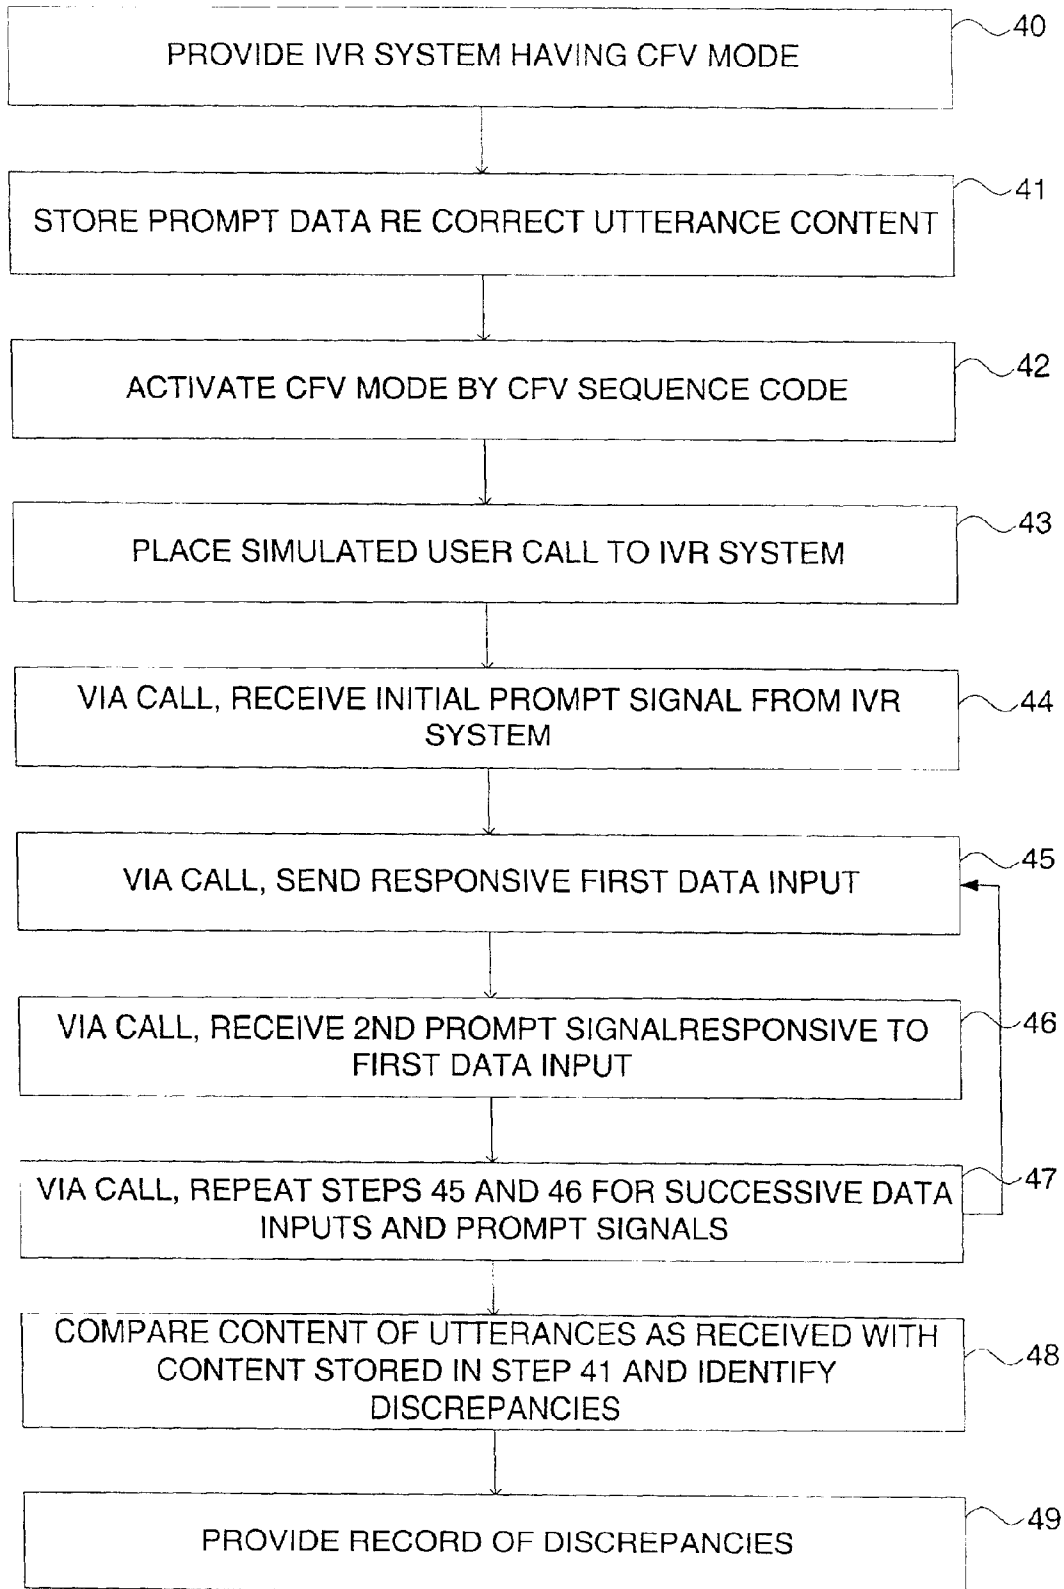 PROVIDE IVR SYSTEM HAVING CFV MODE
40
STORE PROMPT DATA RE CORRECT UTTERANCE CONTENT
41
ACTIVATE CFV MODE BY CFV SEQUENCE CODE
42
PLACE SIMULATED USER CALL TO IVR SYSTEM
43
VIA CALL, RECEIVE INITIAL PROMPT SIGNAL FROM IVR
SYSTEM
44
VIA CALL, SEND RESPONSIVE FIRST DATA INPUT
45
VIA CALL, RECEIVE 2ND PROMPT SIGNALRESPONSIVE TO
FIRST DATA INPUT
46
VIA CALL, REPEAT STEPS 45 AND 46 FOR SUCCESSIVE DATA
INPUTS AND PROMPT SIGNALS
47
COMPARE CONTENT OF UTTERANCES AS RECEIVED WITH
CONTENT STORED IN STEP 41 AND IDENTIFY
DISCREPANCIES
48
PROVIDE RECORD OF DISCREPANCIES
49